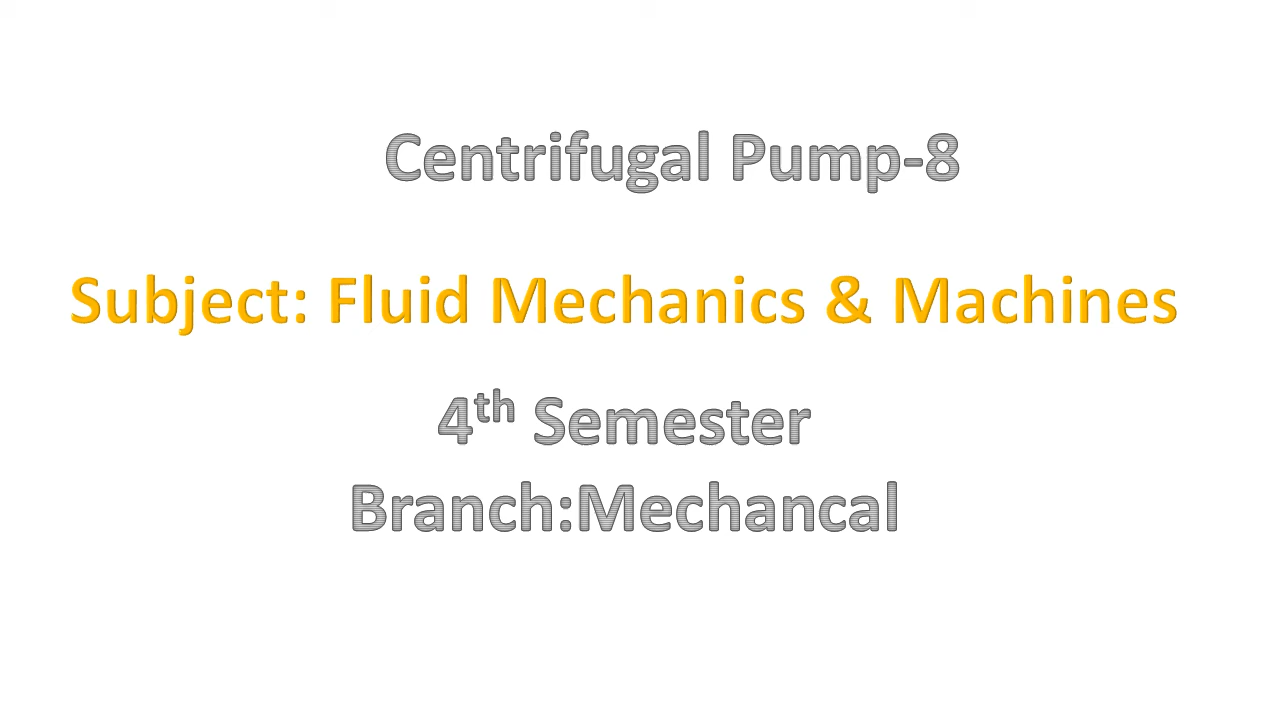 Centrifugal Pump-8
Subject: Fluid Mechanics & Machines
4th Semester
Branch:Mechancal